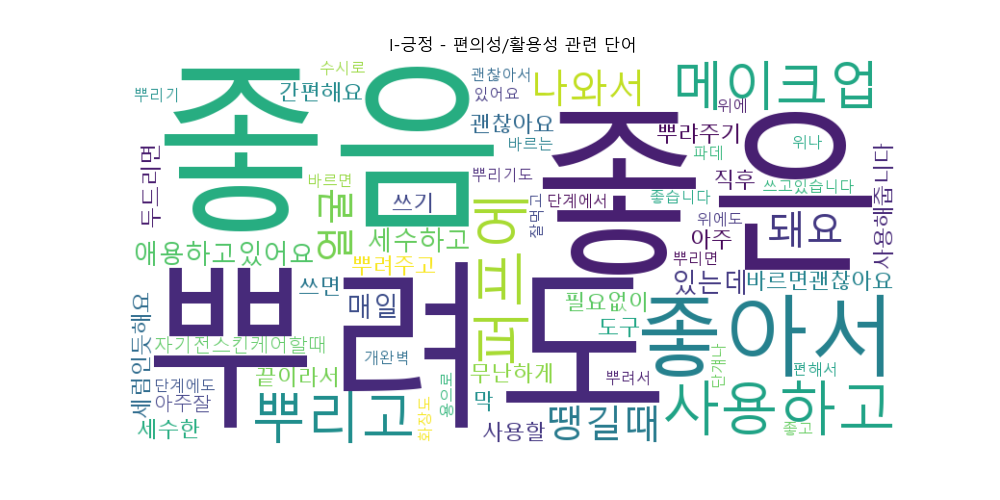 I-긍정 - 편의성/활용성 관련 단어
좋음
좋은
뿌려도
좋아서
메이크업
나와서
사용하고
뿌리고
땡길때
돼요
얼굴
둥
피펩
수시로
간편해요
뿌리기
괜찮아서
있어요
괜찮아요
바르는
위에
뿌랴주기
파데
위나
직후
쓰고있습니다
좋습니다
사용해줍니다
두드리면
바르면
쓰기
뿌리기도
잘먹고
단계에서
위에도
아주
뿌리면
세수하고
애용하고있어요
뿌려주고
쓰면
매일
있는데
바르면괜찮아요
필요없이
도구
세럼인듯해요
자기전스킨케어할때
개완벽
끝이라서
무난하게
뿌려서
단개나
편해서
단계에도
아주잘
용으로
막
세수한
화장도
사용할
좋고